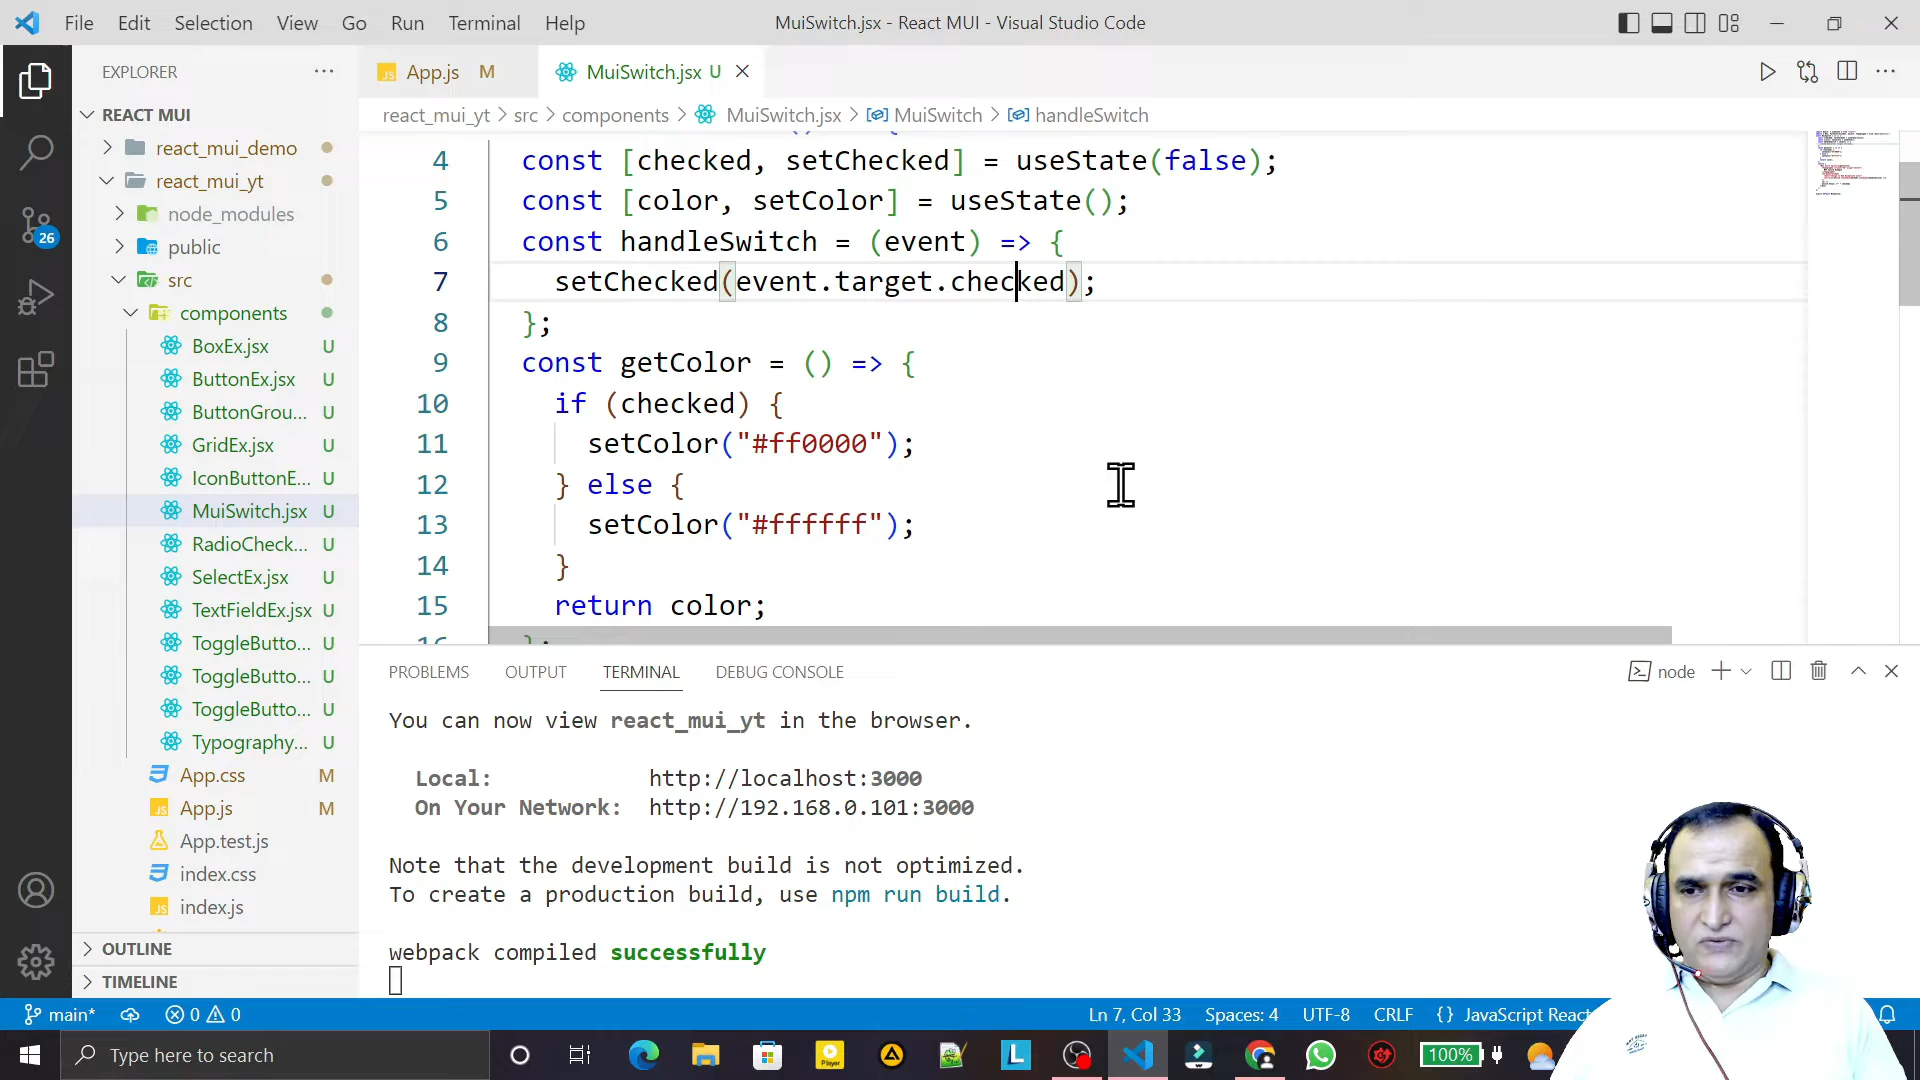 File Edit Selection View Go Run Terminal Help MuiSwitch.jsx - React MUI - Visual Studio Code
EXPLORER
REACT MUI
react_mui_demo
react_mui_yt
node_modules
public
src
components
BoxEx.jsx U
ButtonEx.jsx U
ButtonGrou... U
GridEx.jsx U
IconButtonE... U
MuiSwitch.jsx U
RadioCheck... U
SelectEx.jsx U
TextFieldEx.jsx U
ToggleButto... U
ToggleButto... U
ToggleButto... U
Typography... U
App.css M
App.js M
App.test.js
index.css
index.js
OUTLINE
TIMELINE
26
App.js M MuiSwitch.jsx U
react_mui_yt > src > components > MuiSwitch.jsx > MuiSwitch > handleSwitch
4 const [checked, setChecked] = useState(false);
5 const [color, setColor] = useState();
6 const handleSwitch = (event) => {
7 setChecked(event.target.checked);
8 };
9 const getColor = () => {
10 if (checked) {
11 setColor("#ff0000");
12 } else {
13 setColor("#ffffff");
14 }
15 return color;
PROBLEMS OUTPUT TERMINAL DEBUG CONSOLE node
You can now view react_mui_yt in the browser.
Local: http://localhost:3000
On Your Network: http://192.168.0.101:3000
Note that the development build is not optimized.
To create a production build, use npm run build.
webpack compiled successfully
main* 0 0 Ln 7, Col 33 Spaces: 4 UTF-8 CRLF {} JavaScript React
Type here to search 100%